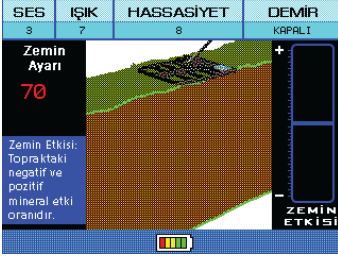 SES IŞIK HASSASİYET DEMİR
3 7 8 KAPALI
Zemin
Ayarı
70
Zemin Etkisi:
Topraktaki
negatif ve
pozitif
mineral etki
oranıdır.
+
-
ZEMİN
ETKİSİ